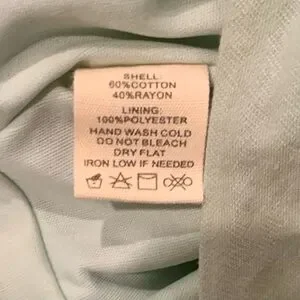 SHELL:
60%COTTON
40%RAYON
LINING:
100%POLYESTER
HAND WASH COLD
DO NOT BLEACH
DRY FLAT
IRON LOW IF NEEDED